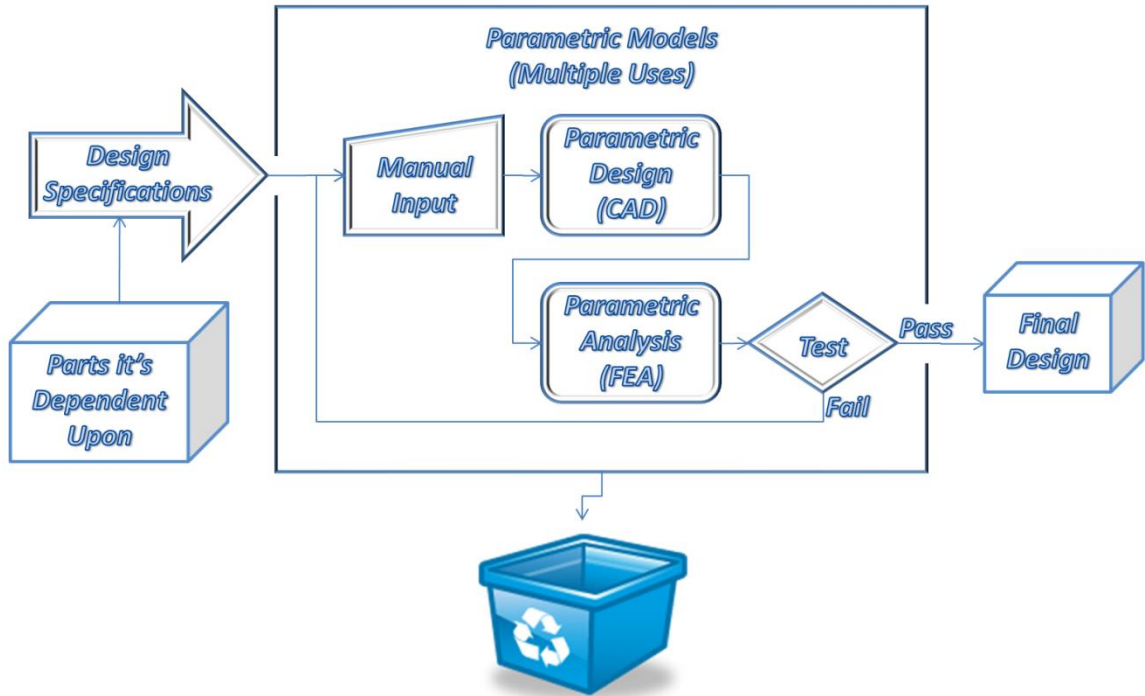 Parametric Models
(Multiple Uses)
Design
Specifications
Manual
Input
Parametric
Design
(CAD)
Parts it's
Dependent
Upon
Parametric
Analysis
(FEA)
Test
Pass
Fail
Final
Design